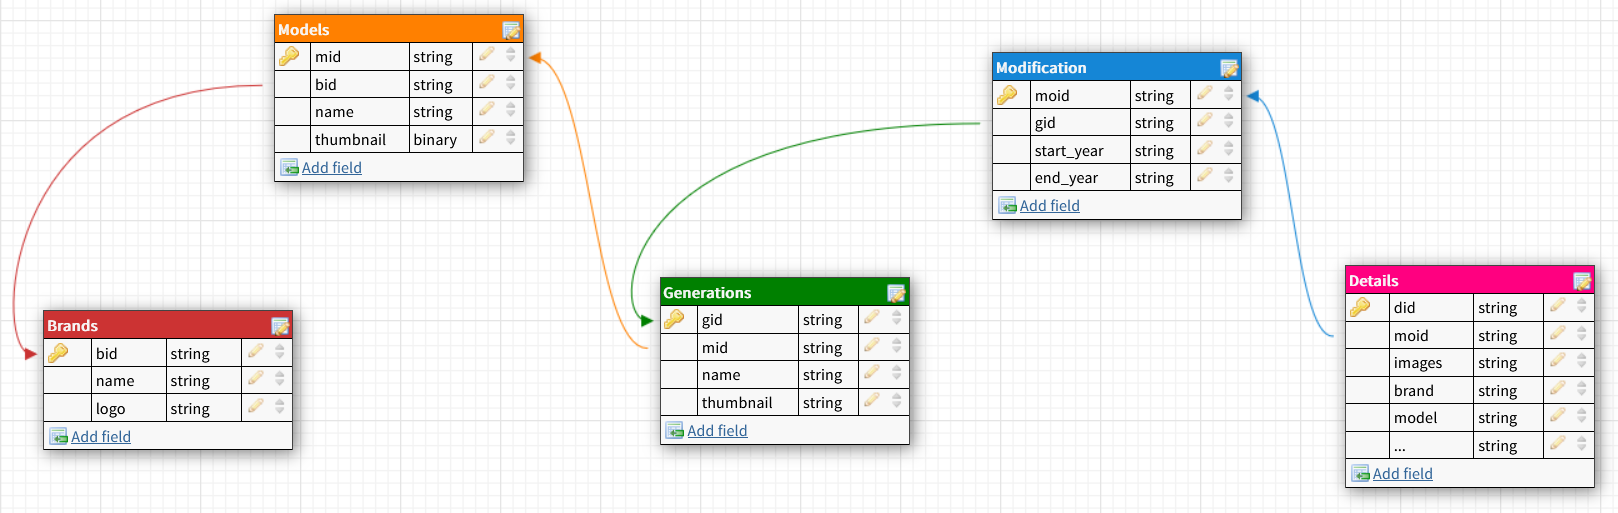 Models
mid string
bid string
name string
thumbnail binary
Add field
Modification
moid string
gid string
start_year string
end_year string
Add field
Brands
bid string
name string
logo string
Add field
Generations
gid string
mid string
name string
thumbnail string
Add field
Details
did string
moid string
images string
brand string
model string
... string
Add field